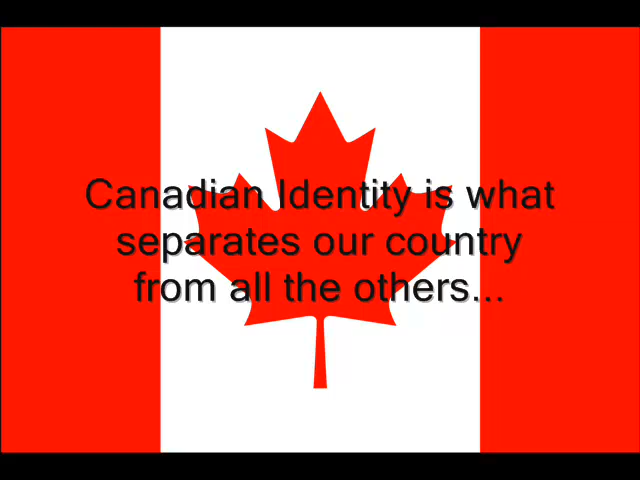 Canadian Identity is what
separates our country
from all the others...